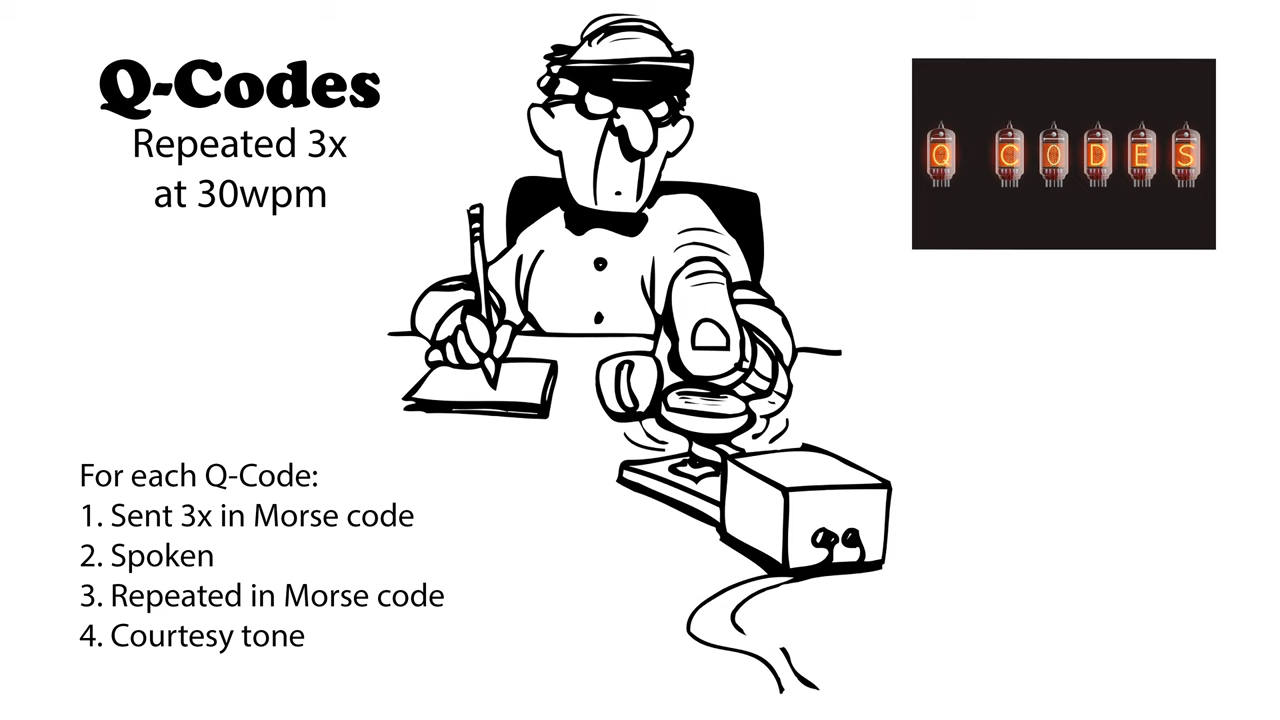 Q-Codes
Repeated 3x
at 30wpm
Q CODES
For each Q-Code:
1. Sent 3x in Morse code
2. Spoken
3. Repeated in Morse code
4. Courtesy tone